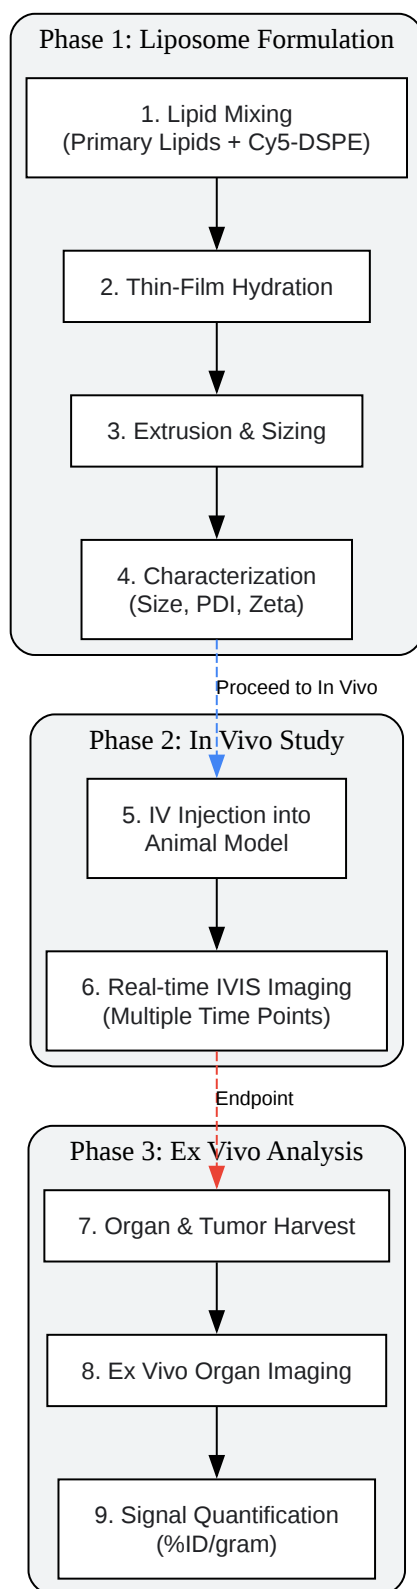 Phase 1: Liposome Formulation
1. Lipid Mixing
(Primary Lipids + Cy5-DSPE)
2. Thin-Film Hydration
3. Extrusion & Sizing
4. Characterization
(Size, PDI, Zeta)
Proceed to In Vivo
Phase 2: In Vivo Study
5. IV Injection into
Animal Model
6. Real-time IVIS Imaging
(Multiple Time Points)
Endpoint
Phase 3: Ex Vivo Analysis
7. Organ & Tumor Harvest
8. Ex Vivo Organ Imaging
9. Signal Quantification
(%ID/gram)